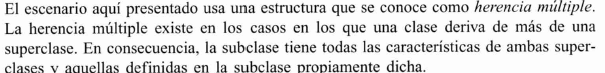 El escenario aquí presentado usa una estructura que se conoce como herencia múltiple.
La herencia múltiple existe en los casos en los que una clase deriva de más de una
superclase. En consecuencia, la subclase tiene todas las características de ambas super-
clases y aquellas definidas en la subclase propiamente dicha.